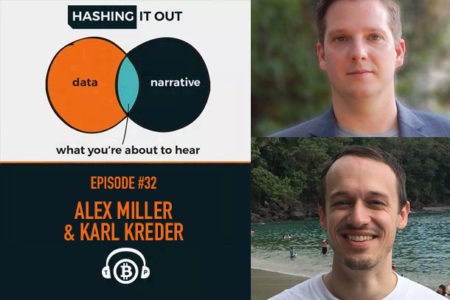 HASHING IT OUT
data
narrative
what you're about to hear
EPISODE #32
ALEX MILLER
& KARL KREDER
T P